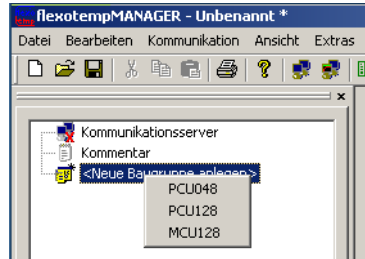 flexotempMANAGER - Unbenannt *
Datei Bearbeiten Kommunikation Ansicht Extras
Kommunikationsserver
Kommentar
<Neue Baugruppe anlegen>
PCU048
PCU128
MCU128